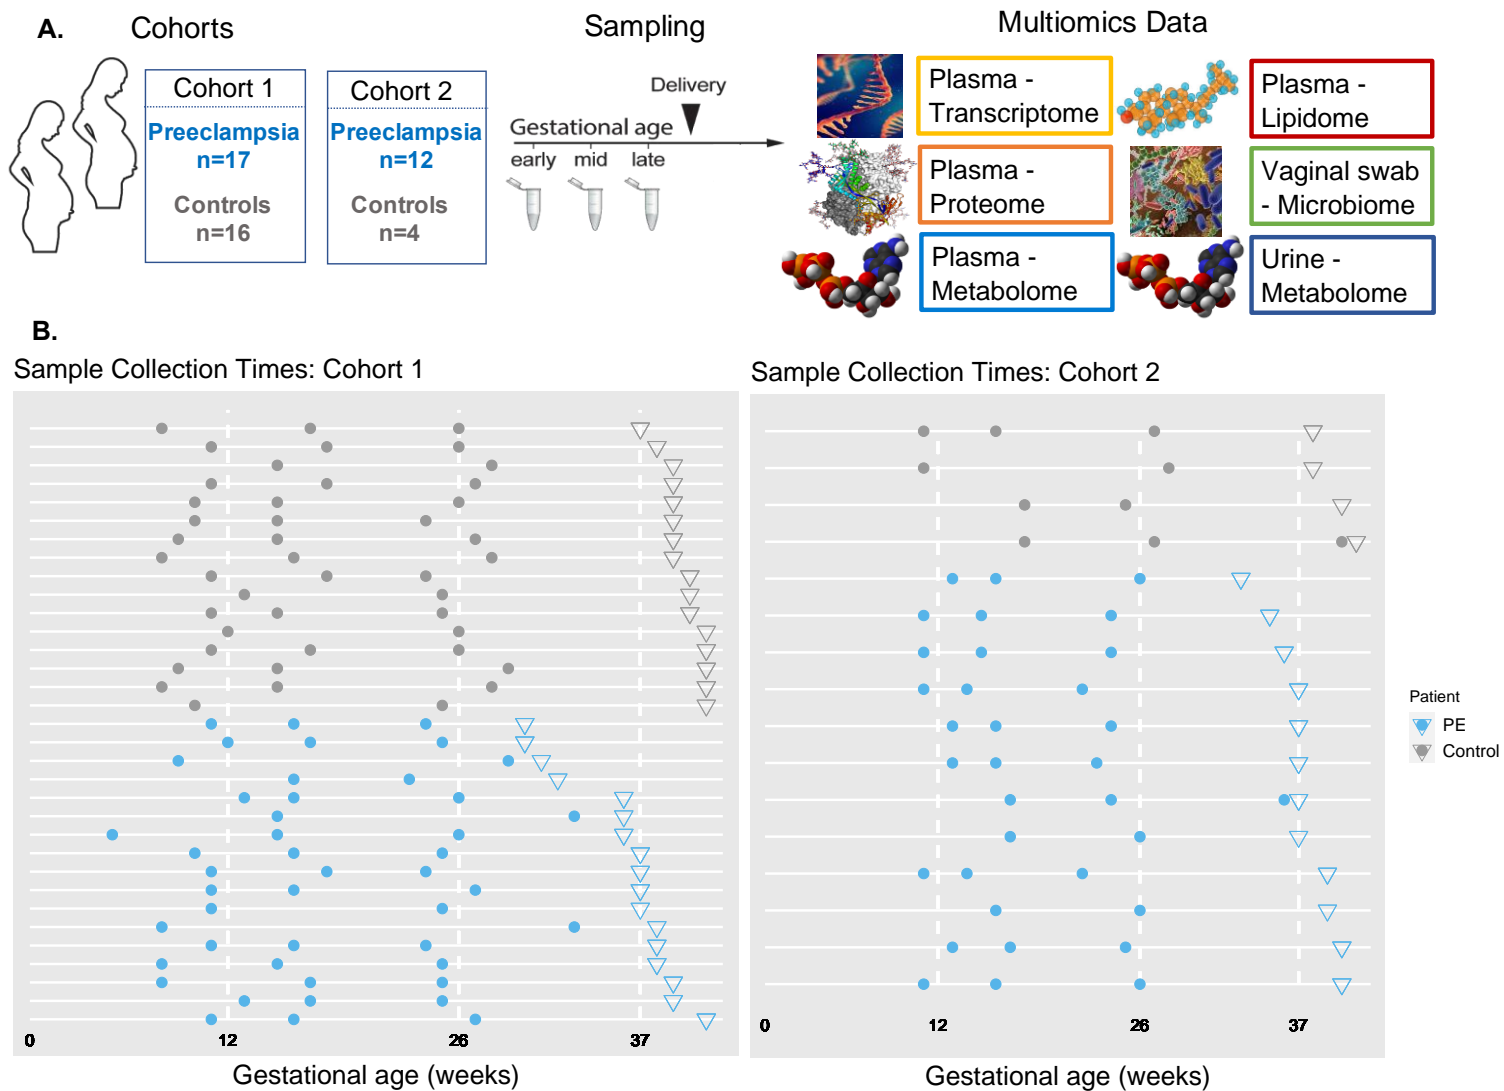 A.
Cohorts
Sampling
Multiomics Data
Cohort 1
Preeclampsia
n=17
Controls
n=16
Cohort 2
Preeclampsia
n=12
Controls
n=4
Delivery
Gestational age
early mid late
Plasma -
Transcriptome
Plasma -
Lipidome
Plasma -
Proteome
Vaginal swab
- Microbiome
Plasma -
Metabolome
Urine -
Metabolome
B.
Sample Collection Times: Cohort 1
0 12 26 37
Gestational age (weeks)
Sample Collection Times: Cohort 2
0 12 26 37
Gestational age (weeks)
Patient
PE
Control